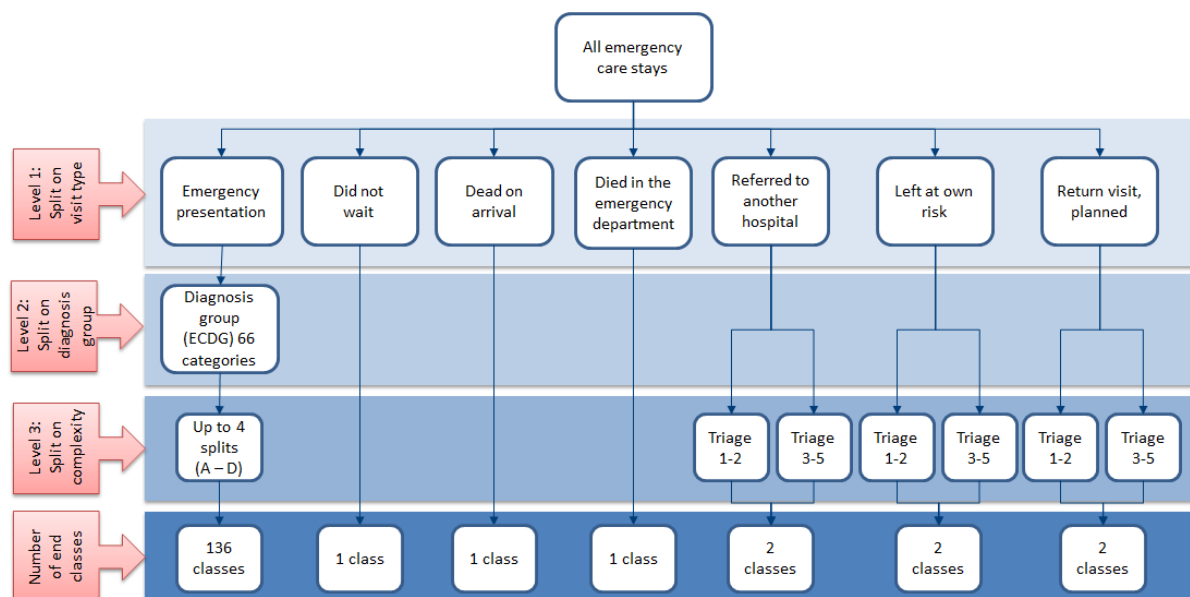 All emergency
care stays
Level 1:
Split on
visit type
Emergency
presentation
Did not
wait
Dead on
arrival
Died in the
emergency
department
Referred to
another
hospital
Left at own
risk
Return visit,
planned
Level 2:
Split on
diagnosis
group
Diagnosis
group
(ECDG) 66
categories
Level 3:
Split on
complexity
Up to 4
splits
(A – D)
Triage
1-2
Triage
3-5
Triage
1-2
Triage
3-5
Triage
1-2
Triage
3-5
Number
of end
classes
136
classes
1 class
1 class
1 class
2
classes
2
classes
2
classes